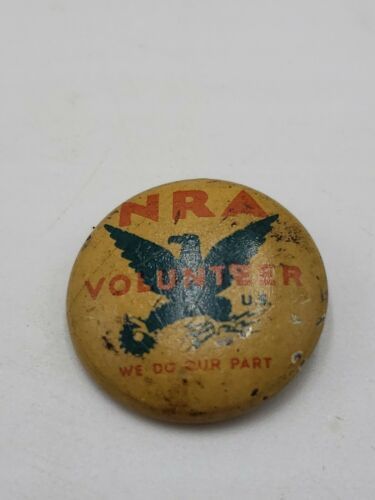 NRA
VOLUNTEER
U.S.
WE DO OUR PART